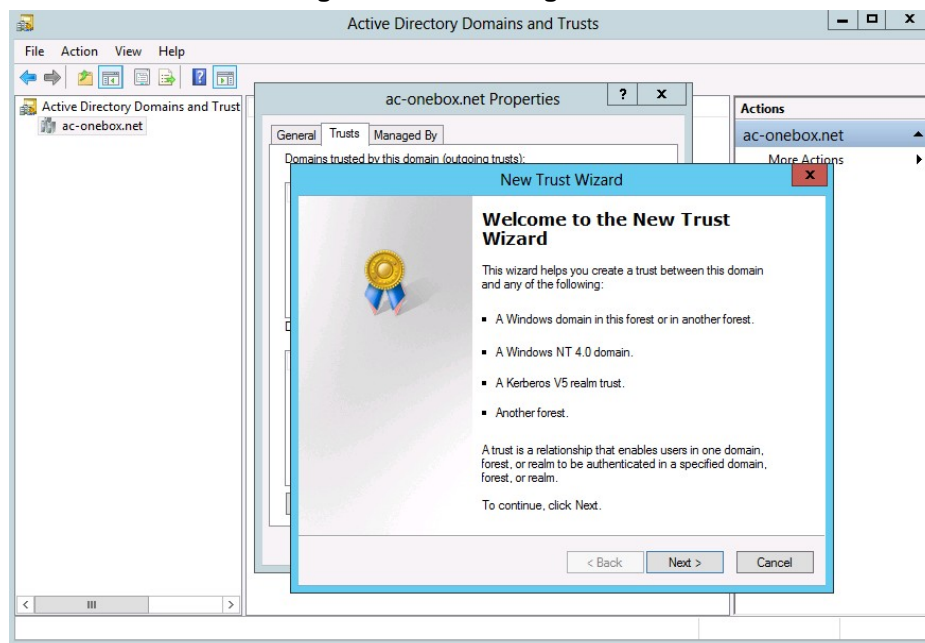 Active Directory Domains and Trusts
File Action View Help
Active Directory Domains and Trust
ac-onebox.net
ac-onebox.net Properties
General Trusts Managed By
Domains trusted by this domain (outgoing trusts):
Actions
ac-onebox.net
More Actions
New Trust Wizard
Welcome to the New Trust
Wizard
This wizard helps you create a trust between this domain
and any of the following:
▪ A Windows domain in this forest or in another forest.
▪ A Windows NT 4.0 domain.
▪ A Kerberos V5 realm trust.
▪ Another forest.
A trust is a relationship that enables users in one domain,
forest, or realm to be authenticated in a specified domain,
forest, or realm.
To continue, click Next.
< Back Next > Cancel